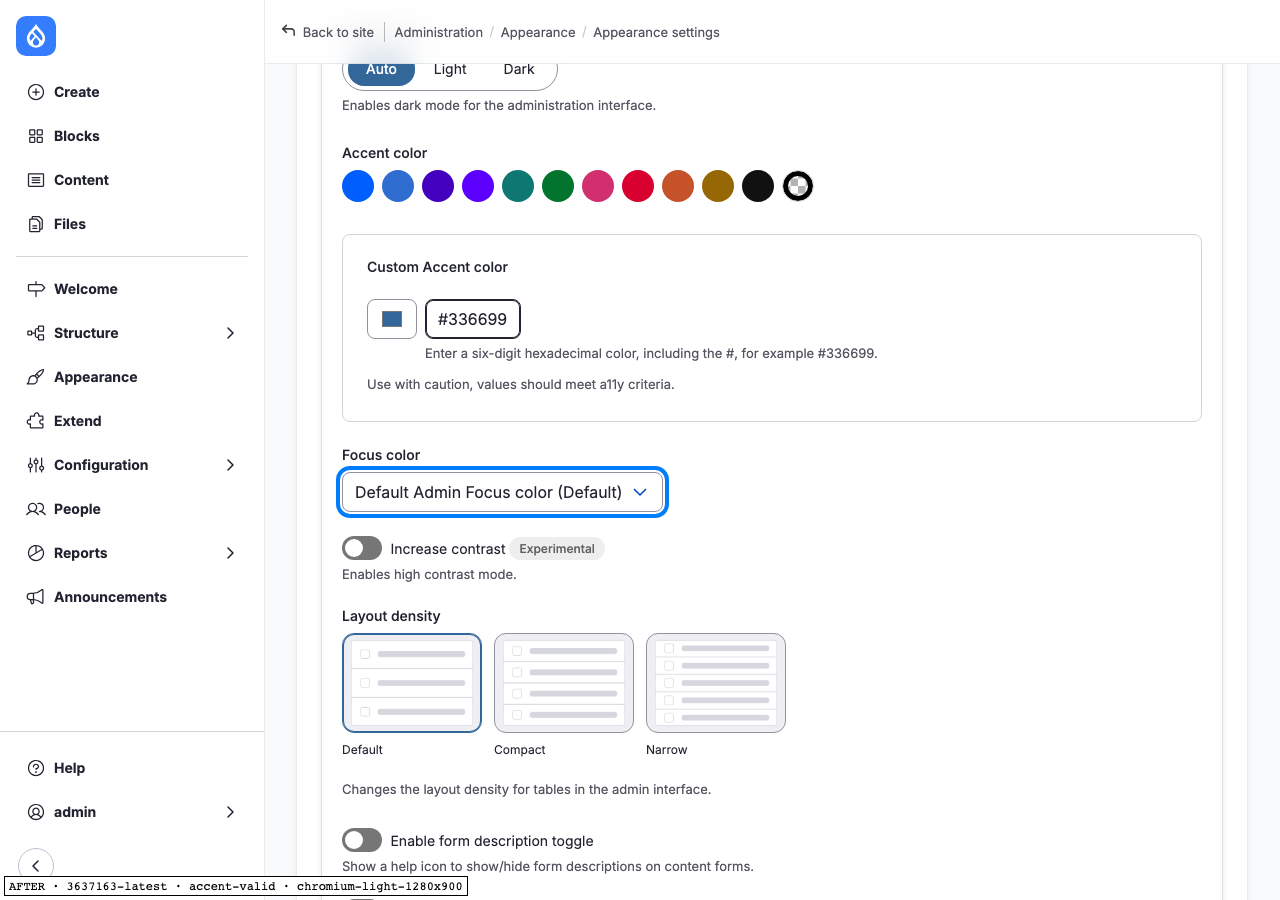 Back to site
Administration / Appearance / Appearance settings
Create
Blocks
Content
Files
Welcome
Structure
Appearance
Extend
Configuration
People
Reports
Announcements
Help
admin
Auto Light Dark
Enables dark mode for the administration interface.
Accent color
Custom Accent color
#336699
Enter a six-digit hexadecimal color, including the #, for example #336699.
Use with caution, values should meet a11y criteria.
Focus color
Default Admin Focus color (Default)
Increase contrast Experimental
Enables high contrast mode.
Layout density
Default Compact Narrow
Changes the layout density for tables in the admin interface.
Enable form description toggle
Show a help icon to show/hide form descriptions on content forms.
AFTER · 3637163-latest · accent-valid · chromium-light-1280x900